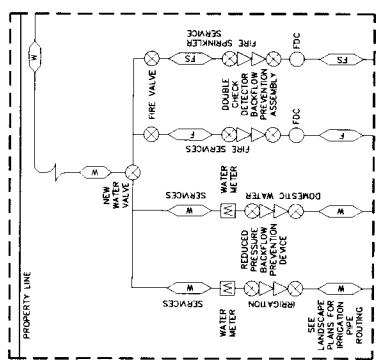 PROPERTY LINE
W
W
NEW
WATER
VALVE
FIRE VALVE
FS
FIRE SPRINKLER
SERVICE
DOUBLE
CHECK
DETECTOR
BACKFLOW
PREVENTION
ASSEMBLY
FDC
FS
F
FIRE SERVICES
FDC
F
SERVICES
W
WATER
METER
W
DOMESTIC WATER
REDUCED
PRESSURE
BACKFLOW
PREVENTION
DEVICE
W
SERVICES
W
WATER
METER
W
IRRIGATION
W
SEE
LANDSCAPE
PLANS FOR
IRRIGATION
PIPE
ROUTING